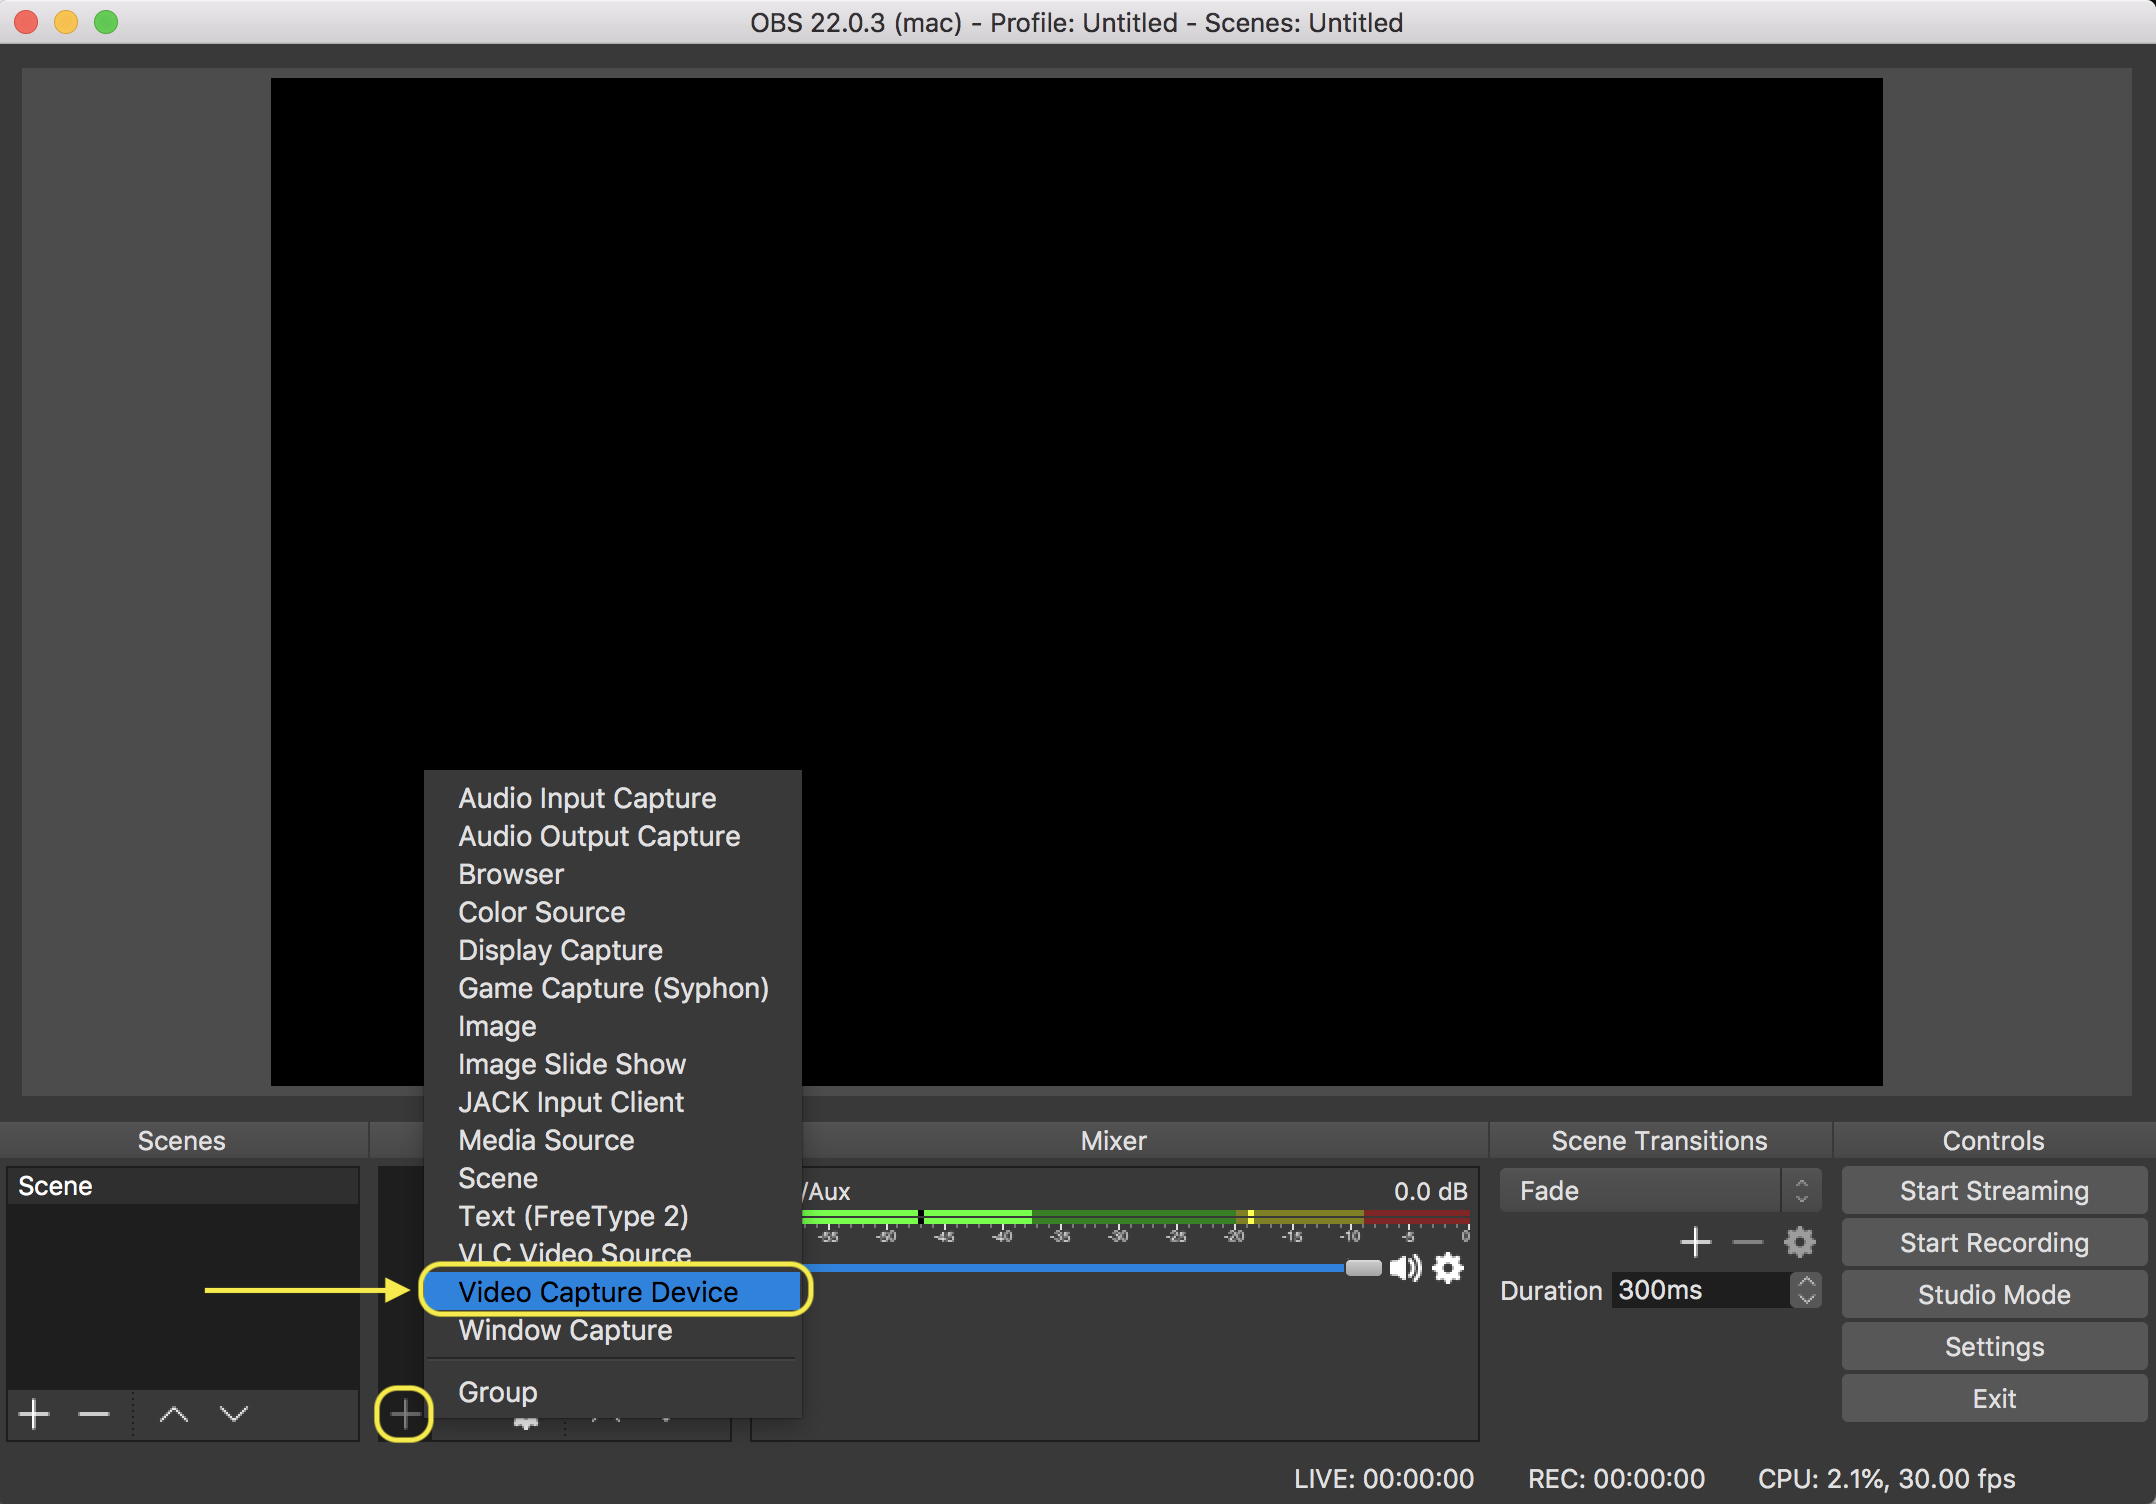 OBS 22.0.3 (mac) - Profile: Untitled - Scenes: Untitled
Audio Input Capture
Audio Output Capture
Browser
Color Source
Display Capture
Game Capture (Syphon)
Image
Image Slide Show
JACK Input Client
Media Source
Scene
Text (FreeType 2)
VLC Video Source
Video Capture Device
Window Capture
Group
Scenes
Scene
Mixer
/Aux 0.0 dB
-55 -50 -45 -40 -35 -30 -25 -20 -15 -10 -5 0
Scene Transitions
Fade
Duration 300ms
Controls
Start Streaming
Start Recording
Studio Mode
Settings
Exit
LIVE: 00:00:00 REC: 00:00:00 CPU: 2.1%, 30.00 fps